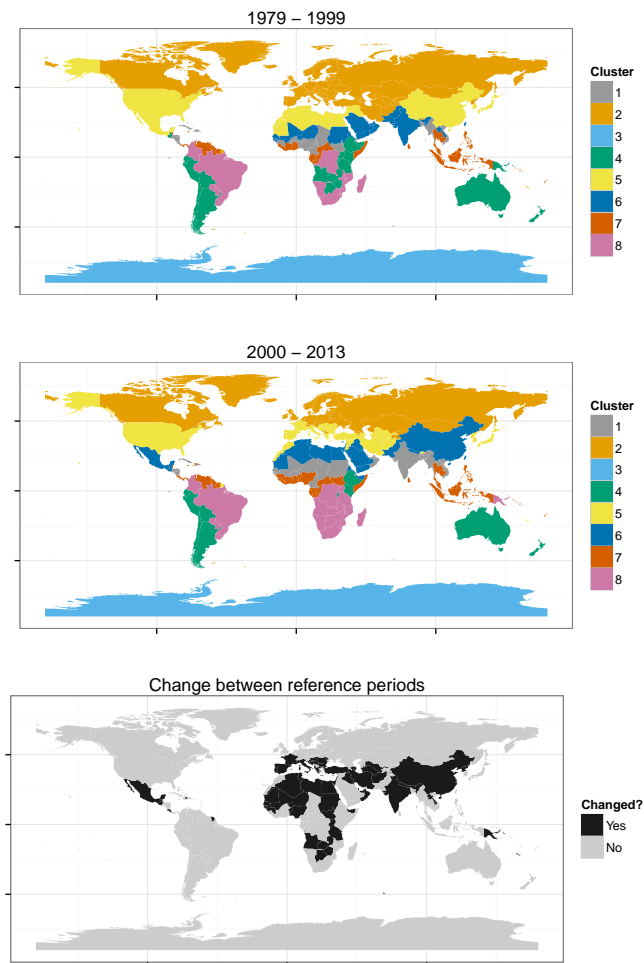 1979 – 1999
Cluster
1
2
3
4
5
6
7
8
2000 – 2013
Cluster
1
2
3
4
5
6
7
8
Change between reference periods
Changed?
Yes
No